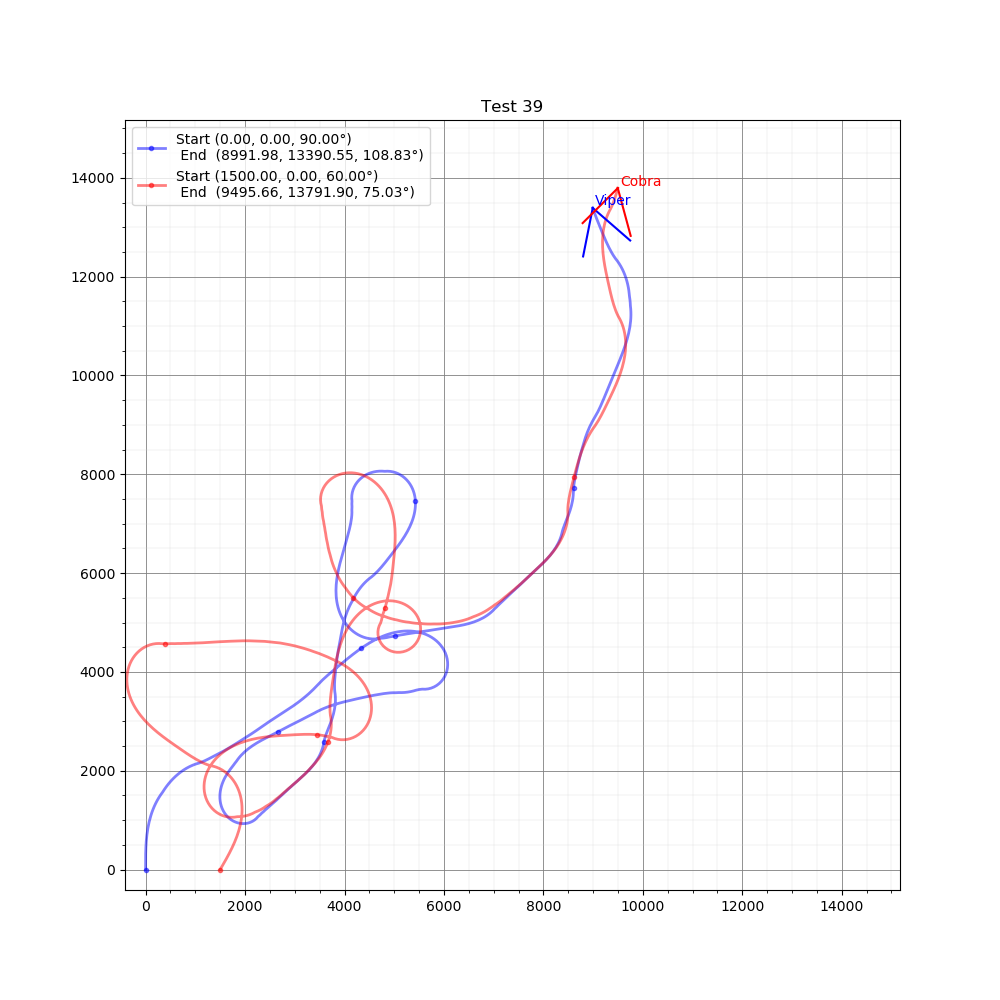 Test 39
Start (0.00, 0.00, 90.00°)
End (8991.98, 13390.55, 108.83°)
Start (1500.00, 0.00, 60.00°)
End (9495.66, 13791.90, 75.03°)
Cobra
Viper
14000
12000
10000
8000
6000
4000
2000
0
0 2000 4000 6000 8000 10000 12000 14000